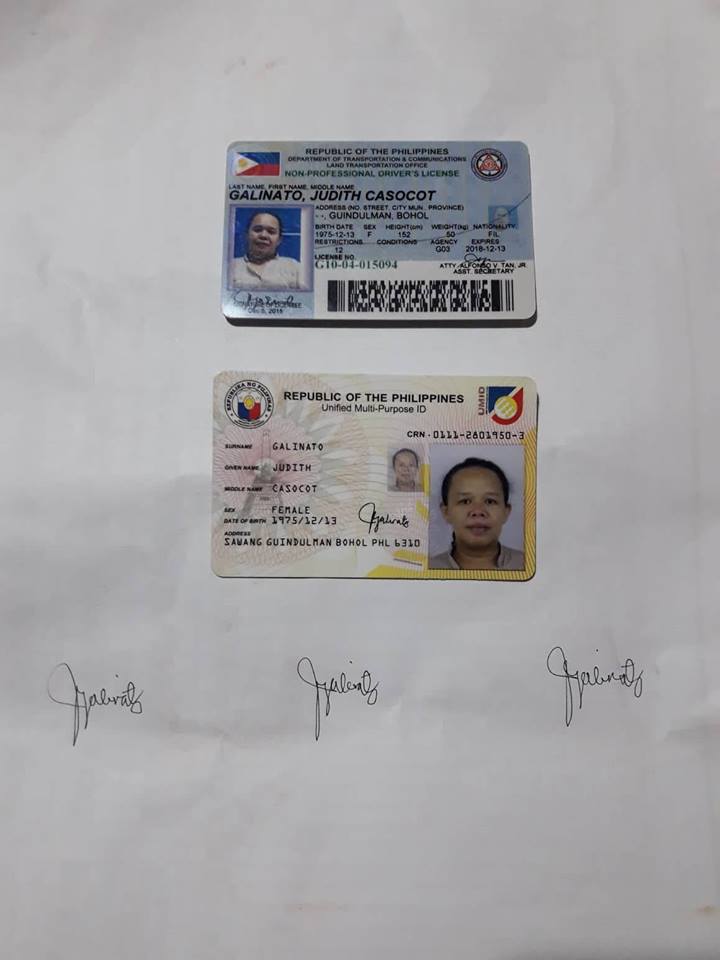 REPUBLIC OF THE PHILIPPINES
DEPARTMENT OF TRANSPORTATION & COMMUNICATIONS
LAND TRANSPORTATION OFFICE
NON-PROFESSIONAL DRIVER'S LICENSE
LAST NAME, FIRST NAME, MIDDLE NAME
GALINATO, JUDITH CASOCOT
ADDRESS (NO. STREET, CITY MUN., PROVINCE)
- -, GUINDULMAN, BOHOL
BIRTH DATE SEX HEIGHT(cm) WEIGHT(kg) NATIONALITY
1975-12-13 F 152 50 FIL
RESTRICTIONS CONDITIONS AGENCY EXPIRES
12 G03 2018-12-13
LICENSE NO.
G10-04-015094
ATTY. ALFONSO V. TAN, JR.
ASST. SECRETARY
SIGNATURE OF LICENSEE
REPUBLIKA NG PILIPINAS
REPUBLIC OF THE PHILIPPINES
Unified Multi-Purpose ID
UMID
CRN - 0111-2601950-3
SURNAME GALINATO
GIVEN NAME JUDITH
MIDDLE NAME CASOCOT
SEX FEMALE
DATE OF BIRTH 1975/12/13
JGalinato
ADDRESS
SAWANG GUINDULMAN BOHOL PHL 6310
JGalinato JGalinato JGalinato